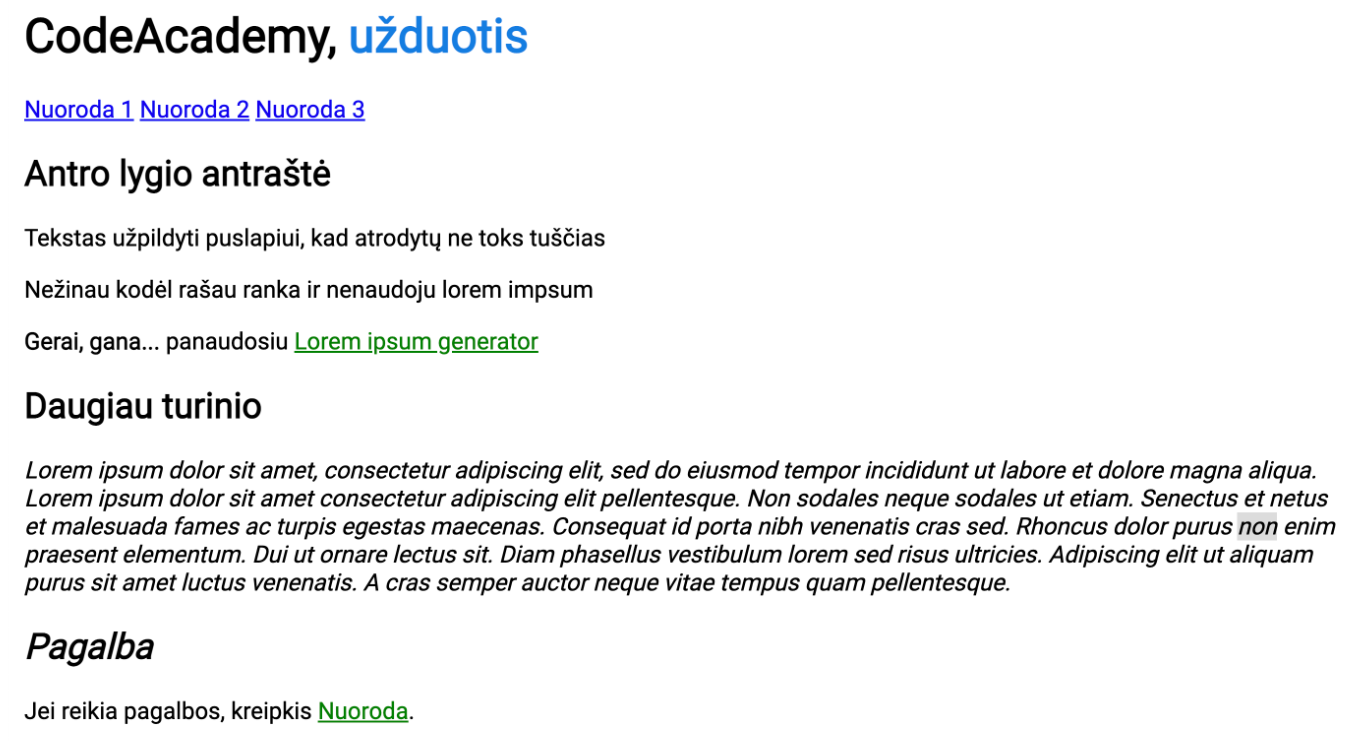 CodeAcademy, užduotis
Nuoroda 1 Nuoroda 2 Nuoroda 3
Antro lygio antraštė
Tekstas užpildyti puslapiui, kad atrodytų ne toks tuščias
Nežinau kodėl rašau ranka ir nenaudoju lorem impsum
Gerai, gana... panaudosiu Lorem ipsum generator
Daugiau turinio
Lorem ipsum dolor sit amet, consectetur adipiscing elit, sed do eiusmod tempor incididunt ut labore et dolore magna aliqua.
Lorem ipsum dolor sit amet consectetur adipiscing elit pellentesque. Non sodales neque sodales ut etiam. Senectus et netus
et malesuada fames ac turpis egestas maecenas. Consequat id porta nibh venenatis cras sed. Rhoncus dolor purus non enim
praesent elementum. Dui ut ornare lectus sit. Diam phasellus vestibulum lorem sed risus ultricies. Adipiscing elit ut aliquam
purus sit amet luctus venenatis. A cras semper auctor neque vitae tempus quam pellentesque.
Pagalba
Jei reikia pagalbos, kreipkis Nuoroda.